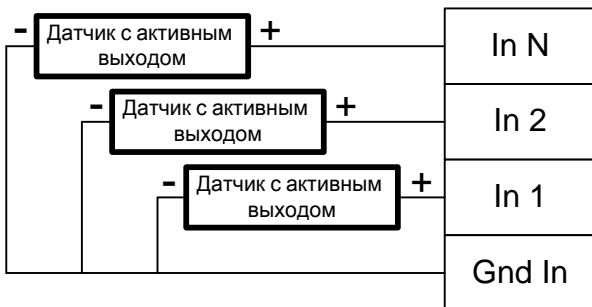 - Датчик с активным +
выходом
In N
- Датчик с активным +
выходом
In 2
- Датчик с активным +
выходом
In 1
Gnd In